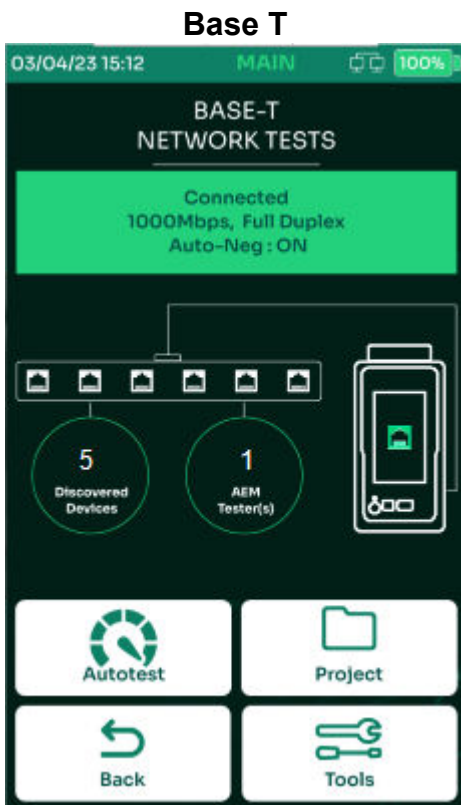 Base T
03/04/23 15:12 MAIN 100%
BASE-T
NETWORK TESTS
Connected
1000Mbps, Full Duplex
Auto-Neg : ON
5
Discovered
Devices
1
AEM
Tester(s)
Autotest
Project
Back
Tools